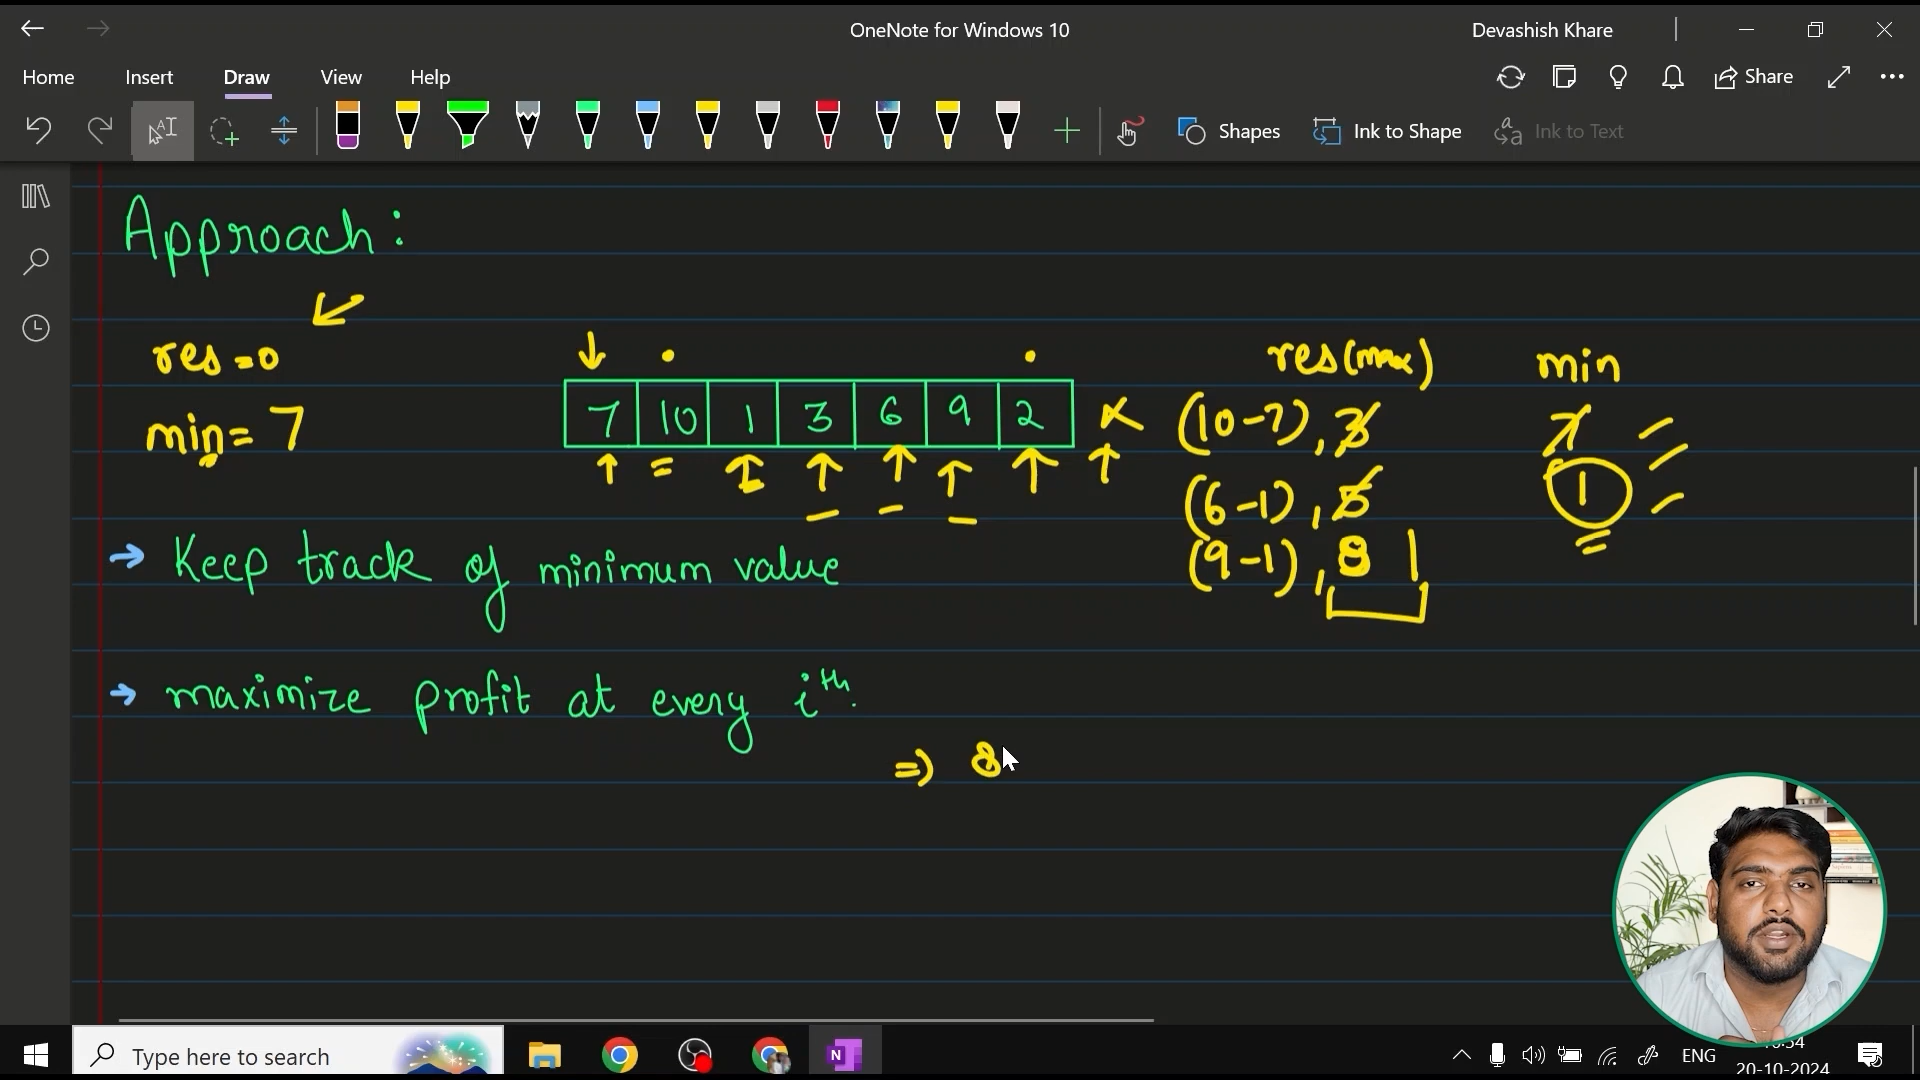 OneNote for Windows 10
Devashish Khare
Home Insert Draw View Help
Share
Shapes Ink to Shape Ink to Text
Approach:
res = 0
min = 7
7 10 1 3 6 9 2
res(max) min
(10-7), 3 7
(6-1), 5 1
(9-1), 8
→ Keep track of minimum value
→ maximize profit at every ith.
=) 8
Type here to search
N
ENG
20-10-2024